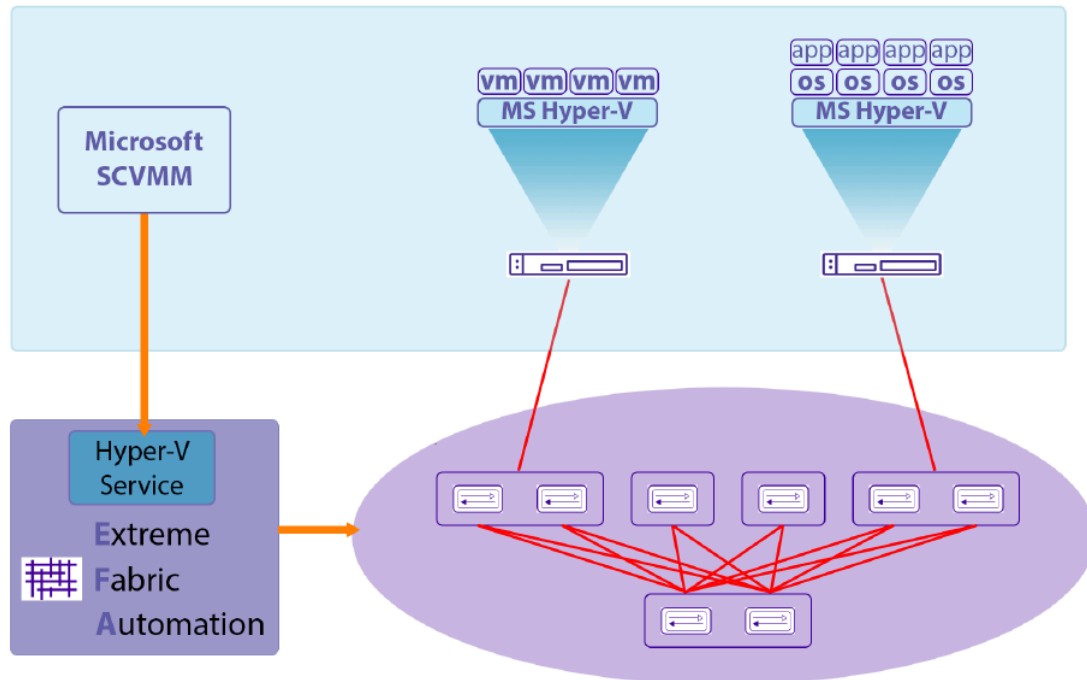 app app app app
vm vm vm vm
os os os os
MS Hyper-V
MS Hyper-V
Microsoft
SCVMM
Hyper-V
Service
Extreme
Fabric
Automation